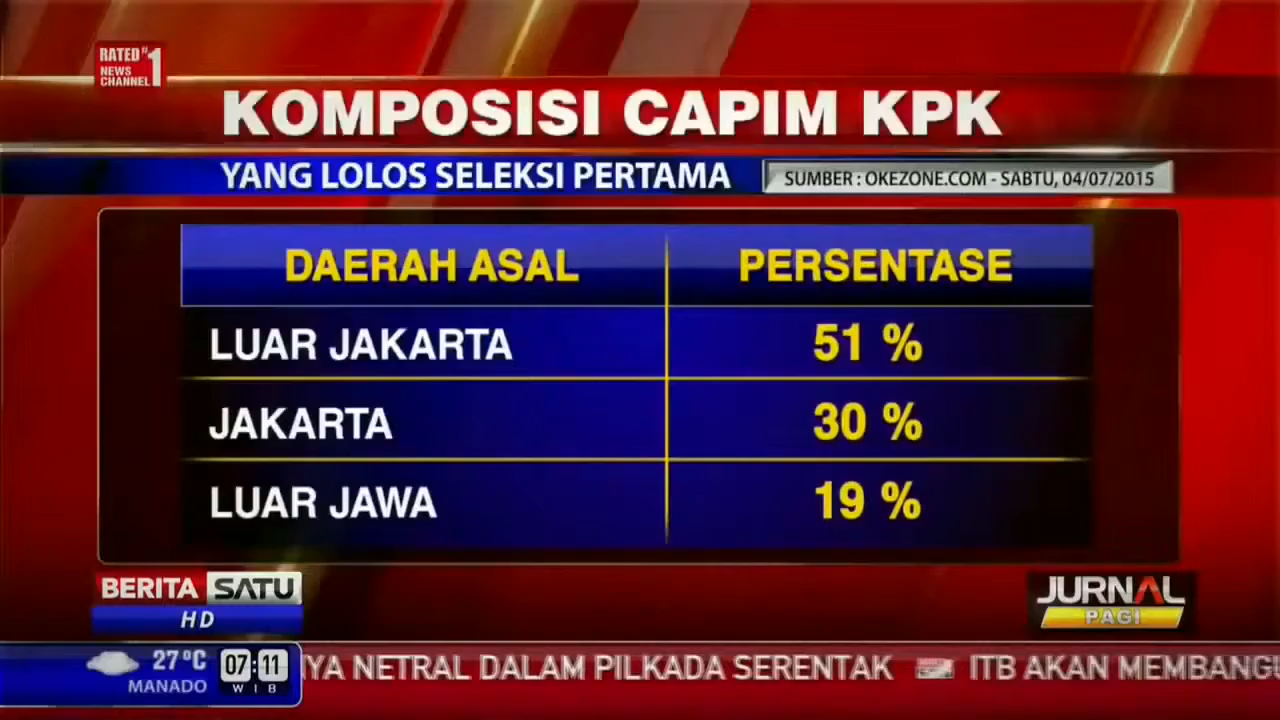 RATED #1
NEWS
CHANNEL
KOMPOSISI CAPIM KPK
YANG LOLOS SELEKSI PERTAMA
SUMBER : OKEZONE.COM - SABTU, 04/07/2015
DAERAH ASAL PERSENTASE
LUAR JAKARTA 51 %
JAKARTA 30 %
LUAR JAWA 19 %
BERITA SATU
HD
JURNAL
PAGI
27°C
MANADO
07:11
WIB
NYA NETRAL DALAM PILKADA SERENTAK ITB AKAN MEMBANGU